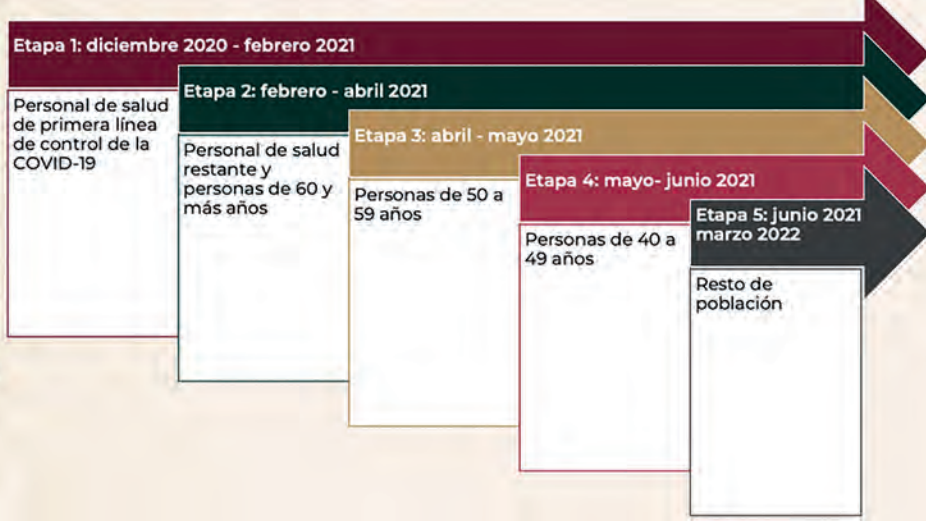 Etapa 1: diciembre 2020 - febrero 2021
Personal de salud
de primera línea
de control de la
COVID-19
Etapa 2: febrero - abril 2021
Personal de salud
restante y
personas de 60 y
más años
Etapa 3: abril - mayo 2021
Personas de 50 a
59 años
Etapa 4: mayo- junio 2021
Personas de 40 a
49 años
Etapa 5: junio 2021
marzo 2022
Resto de
población